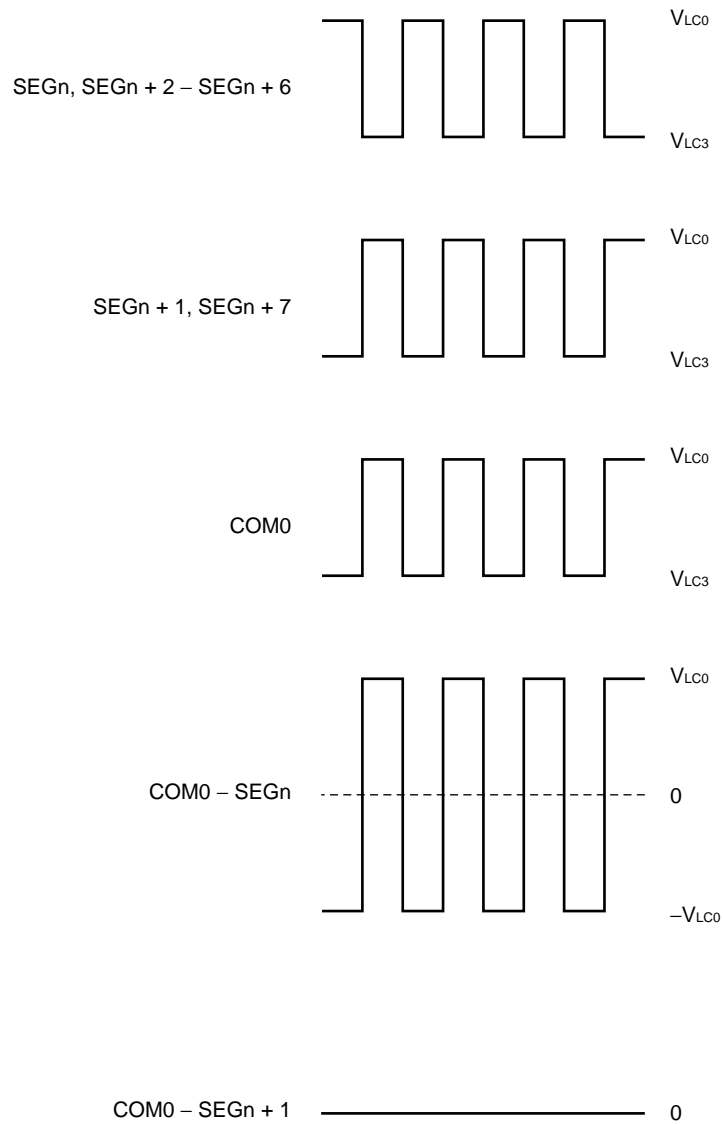 VLC0
SEGn, SEGn + 2 – SEGn + 6
VLC3
VLC0
SEGn + 1, SEGn + 7
VLC3
VLC0
COM0
VLC3
VLC0
COM0 – SEGn
0
–VLC0
COM0 – SEGn + 1
0